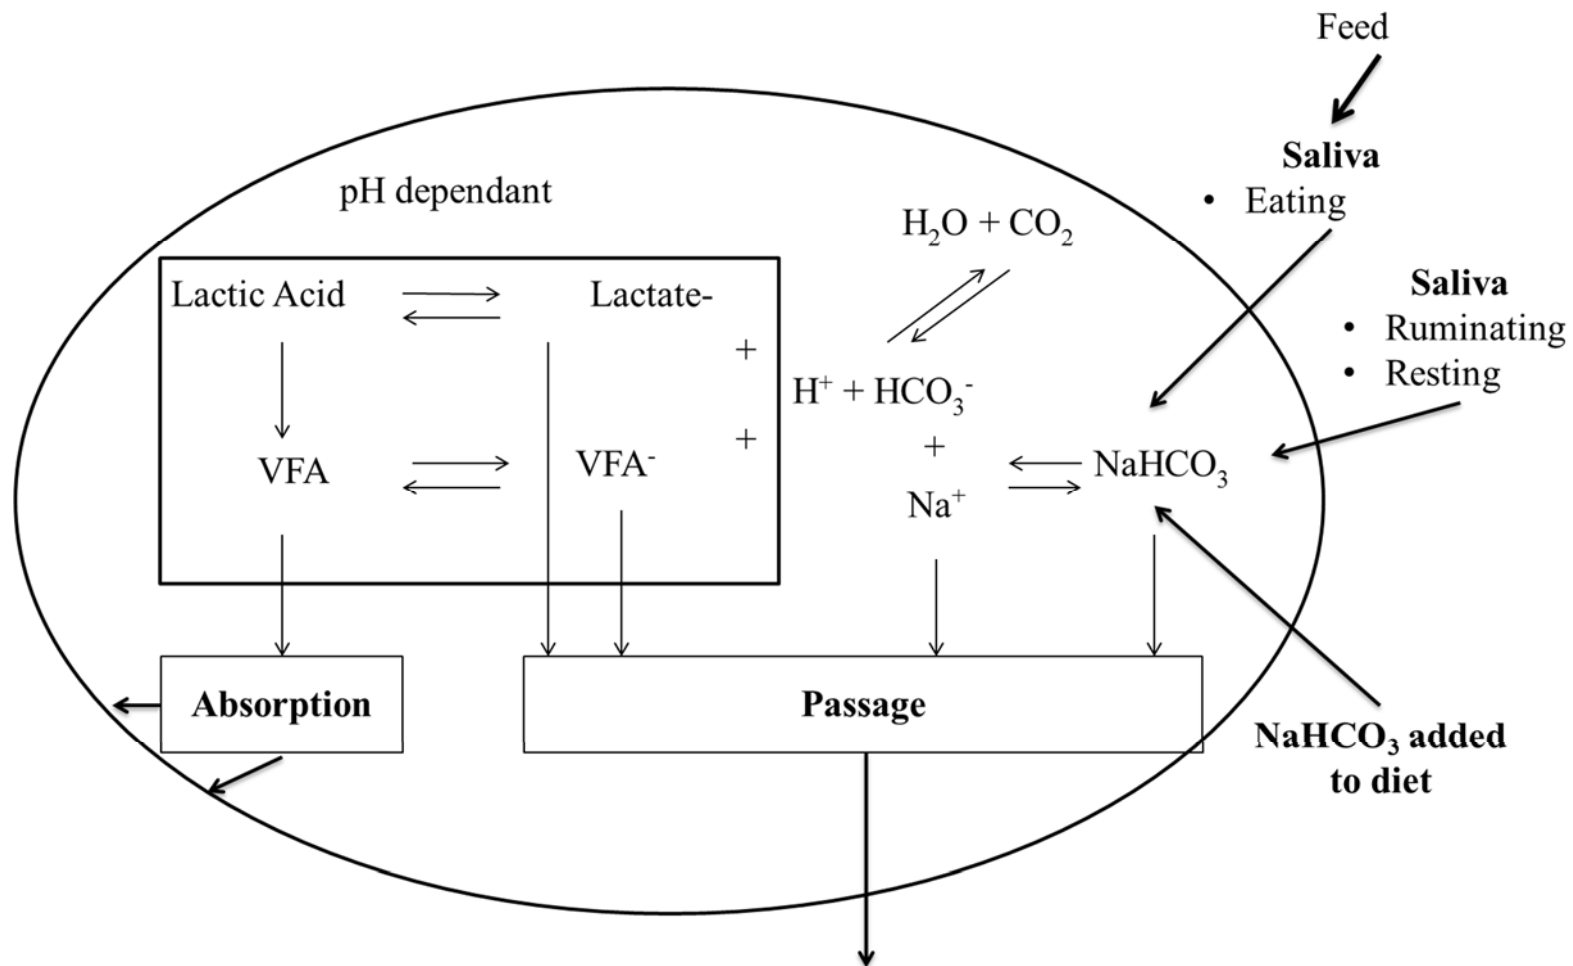 Feed
Saliva
• Eating
pH dependant
H₂O + CO₂
Saliva
• Ruminating
• Resting
Lactic Acid
Lactate-
+
H⁺ + HCO₃⁻
+
+
VFA
VFA⁻
NaHCO₃
Na⁺
Absorption
Passage
NaHCO₃ added
to diet